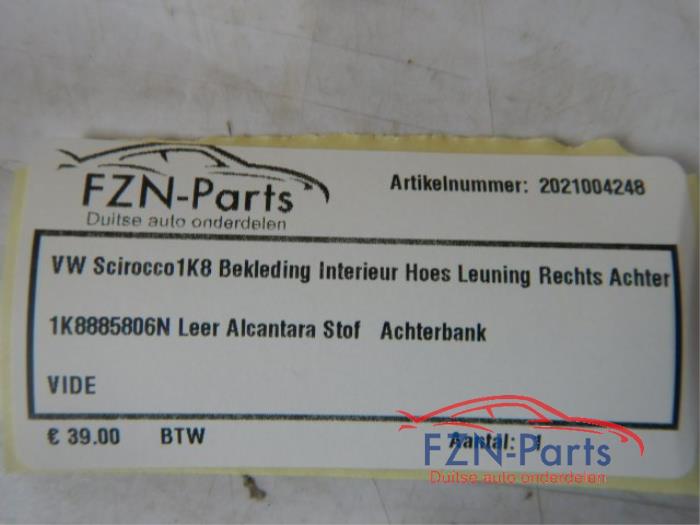 FZN-Parts
Duitse auto onderdelen
Artikelnummer: 2021004248
VW Scirocco1K8 Bekleding Interieur Hoes Leuning Rechts Achter
1K8885806N Leer Alcantara Stof Achterbank
VIDE
€ 39.00 BTW Aantal: 1
FZN-Parts
Duitse auto onderdelen